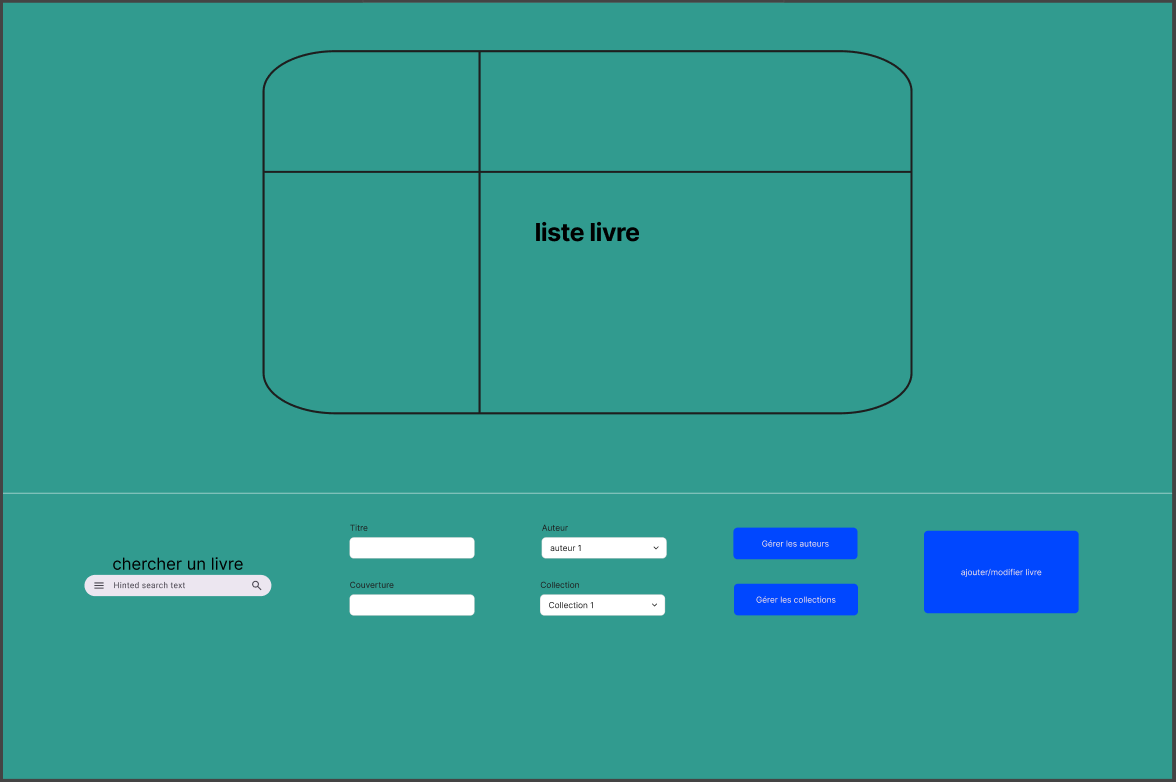 liste livre
chercher un livre
Hinted search text
Titre
Couverture
Auteur
auteur 1
Collection
Collection 1
Gérer les auteurs
Gérer les collections
ajouter/modifier livre